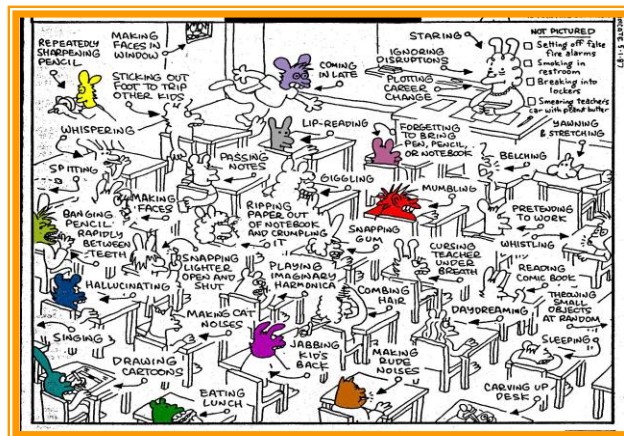 MAKING
FACES IN
WINDOW
REPEATEDLY
SHARPENING
PENCIL
STICKING OUT
FOOT TO TRIP
OTHER KIDS
COMING
IN LATE
STARING
IGNORING
DISRUPTIONS
PLOTTING
CAREER
CHANGE
NOT PICTURED
Setting off false
fire alarms
Smoking in
restroom
Breaking into
lockers
Smearing teacher's
car with peanut butter
WHISPERING
LIP-READING
FORGETTING
TO BRING
PEN, PENCIL,
OR NOTEBOOK
YAWNING
& STRETCHING
SPITTING
PASSING
NOTES
BELCHING
GIGGLING
MAKING
FACES
MUMBLING
BANGING
PENCIL
RAPIDLY
BETWEEN
TEETH
RIPPING
PAPER OUT
OF NOTEBOOK
AND CRUMPLING
IT
PRETENDING
TO WORK
SNAPPING
GUM
WHISTLING
CURSING
TEACHER
UNDER
BREATH
SNAPPING
LIGHTER
OPEN AND
SHUT
PLAYING
IMAGINARY
HARMONICA
READING
COMIC BOOK
HALLUCINATING
COMBING
HAIR
THROWING
SMALL
OBJECTS
AT RANDOM
MAKING CAT
NOISES
DAYDREAMING
SINGING
SLEEPING
JABBING
KID'S
BACK
DRAWING
CARTOONS
MAKING
RUDE
NOISES
EATING
LUNCH
CARVING UP
DESK